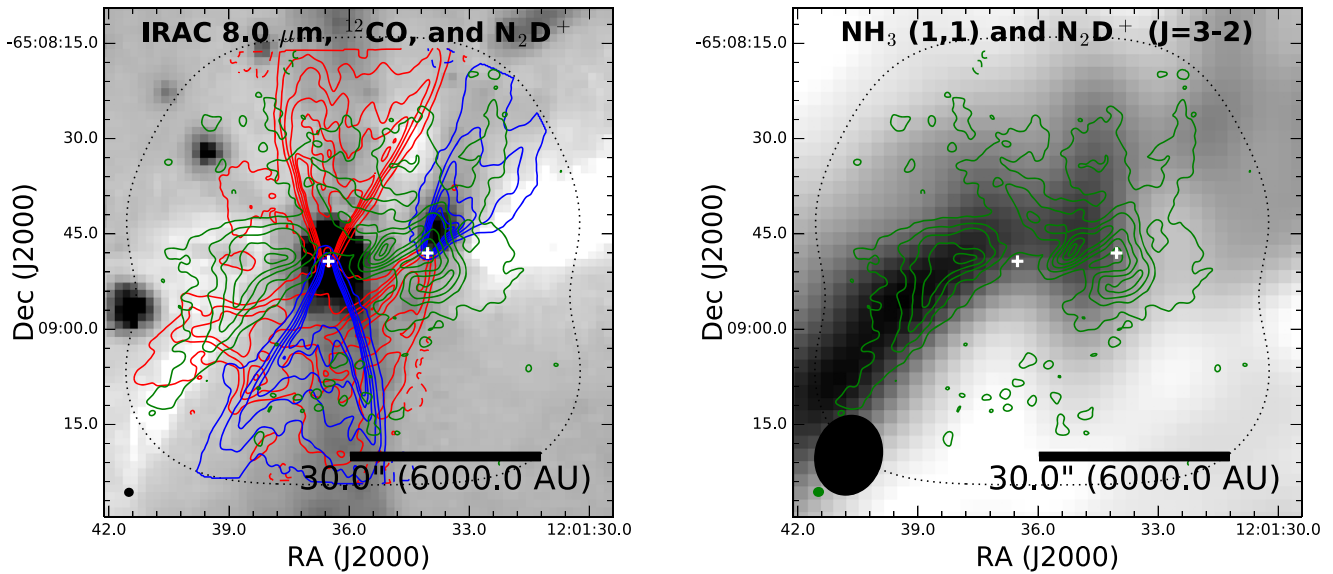 IRAC 8.0 μm, ¹²CO, and N₂D⁺
-65:08:15.0
30.0
45.0
09:00.0
15.0
Dec (J2000)
30.0" (6000.0 AU)
42.0 39.0 36.0 33.0 12:01:30.0
RA (J2000)
NH₃ (1,1) and N₂D⁺ (J=3-2)
-65:08:15.0
30.0
45.0
09:00.0
15.0
Dec (J2000)
30.0" (6000.0 AU)
42.0 39.0 36.0 33.0 12:01:30.0
RA (J2000)